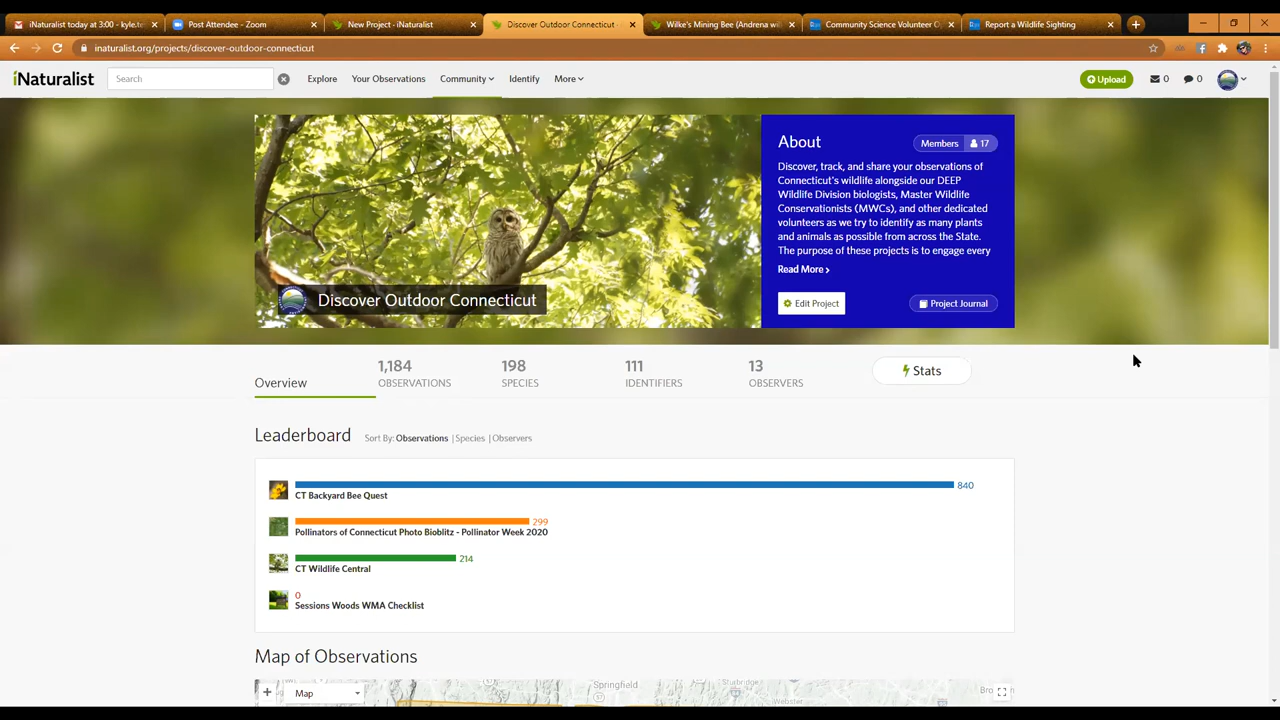 iNaturalist today at 3:00 - kyle.te
Post Attendee - Zoom
New Project - iNaturalist
Discover Outdoor Connecticut
Wilke's Mining Bee (Andrena wil
Community Science Volunteer O
Report a Wildlife Sighting
inaturalist.org/projects/discover-outdoor-connecticut
iNaturalist
Search
Explore
Your Observations
Community
Identify
More
Upload
0
0
About
Members 17
Discover, track, and share your observations of
Connecticut's wildlife alongside our DEEP
Wildlife Division biologists, Master Wildlife
Conservationists (MWCs), and other dedicated
volunteers as we try to identify as many plants
and animals as possible from across the State.
The purpose of these projects is to engage every
Read More
Discover Outdoor Connecticut
Edit Project
Project Journal
Overview
1,184
OBSERVATIONS
198
SPECIES
111
IDENTIFIERS
13
OBSERVERS
Stats
Leaderboard
Sort By: Observations | Species | Observers
840
CT Backyard Bee Quest
299
Pollinators of Connecticut Photo Bioblitz - Pollinator Week 2020
214
CT Wildlife Central
0
Sessions Woods WMA Checklist
Map of Observations
+
Map
Springfield
Sturbridge
Webster